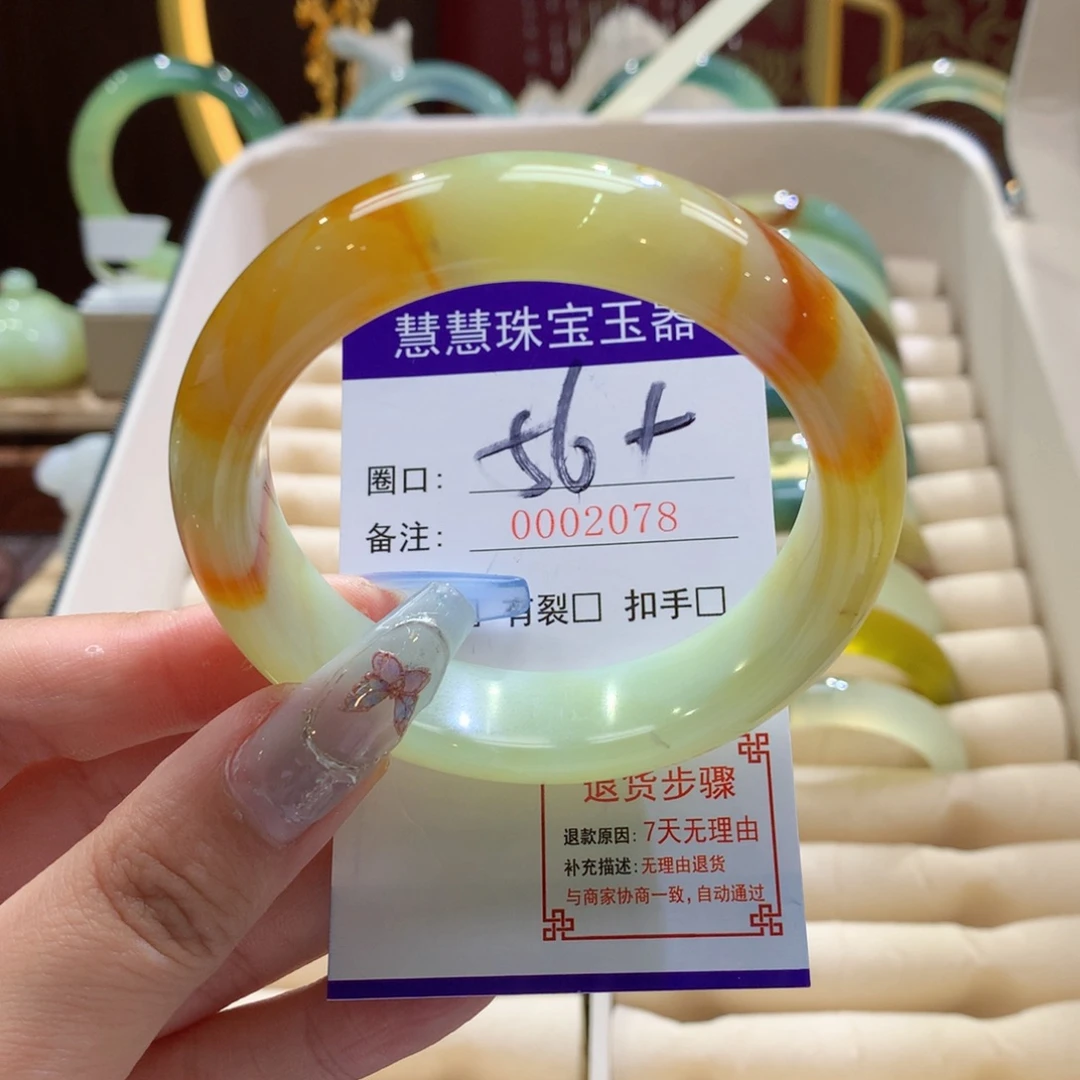 慧慧珠宝玉器
圈口: 56+
备注: 0002078
有裂□ 扣手□
退货步骤
退款原因: 7天无理由
补充描述: 无理由退货
与商家协商一致, 自动通过